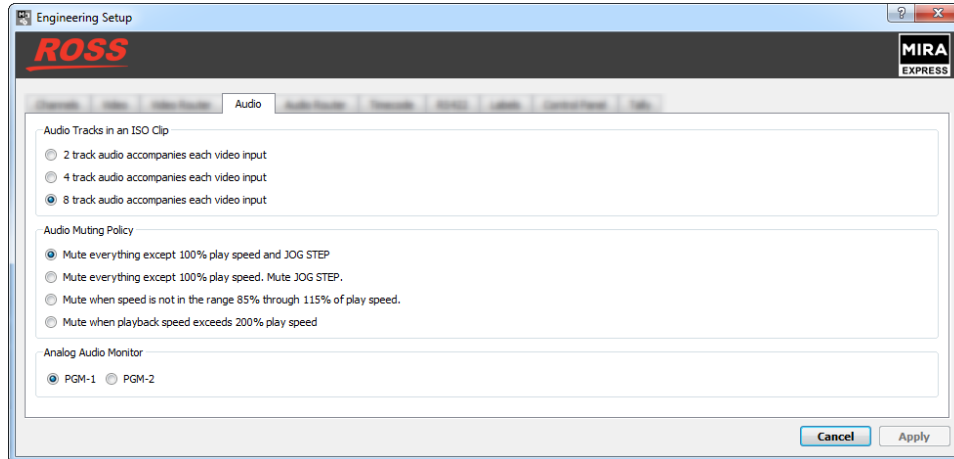 Engineering Setup
ROSS
MIRA
EXPRESS
Audio
Audio Tracks in an ISO Clip
2 track audio accompanies each video input
4 track audio accompanies each video input
8 track audio accompanies each video input
Audio Muting Policy
Mute everything except 100% play speed and JOG STEP
Mute everything except 100% play speed. Mute JOG STEP.
Mute when speed is not in the range 85% through 115% of play speed.
Mute when playback speed exceeds 200% play speed
Analog Audio Monitor
PGM-1 PGM-2
Cancel Apply